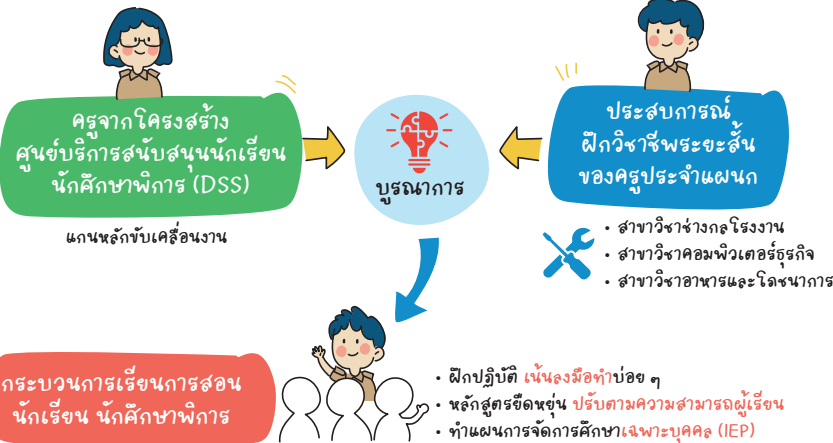 ครูจากโครงสร้าง
ศูนย์บริการสนับสนุนนักเรียน
นักศึกษาพิการ (DSS)
แกนหลักขับเคลื่อนงาน
บูรณาการ
ประสบการณ์
ฝึกวิชาชีพระยะสั้น
ของครูประจำแผนก
• สาขาวิชาช่างกลโรงงาน
• สาขาวิชาคอมพิวเตอร์ธุรกิจ
• สาขาวิชาอาหารและโภชนาการ
กระบวนการเรียนการสอน
นักเรียน นักศึกษาพิการ
• ฝึกปฏิบัติ เน้นลงมือทำบ่อย ๆ
• หลักสูตรยืดหยุ่น ปรับตามความสามารถผู้เรียน
• ทำแผนการจัดการศึกษาเฉพาะบุคคล (IEP)